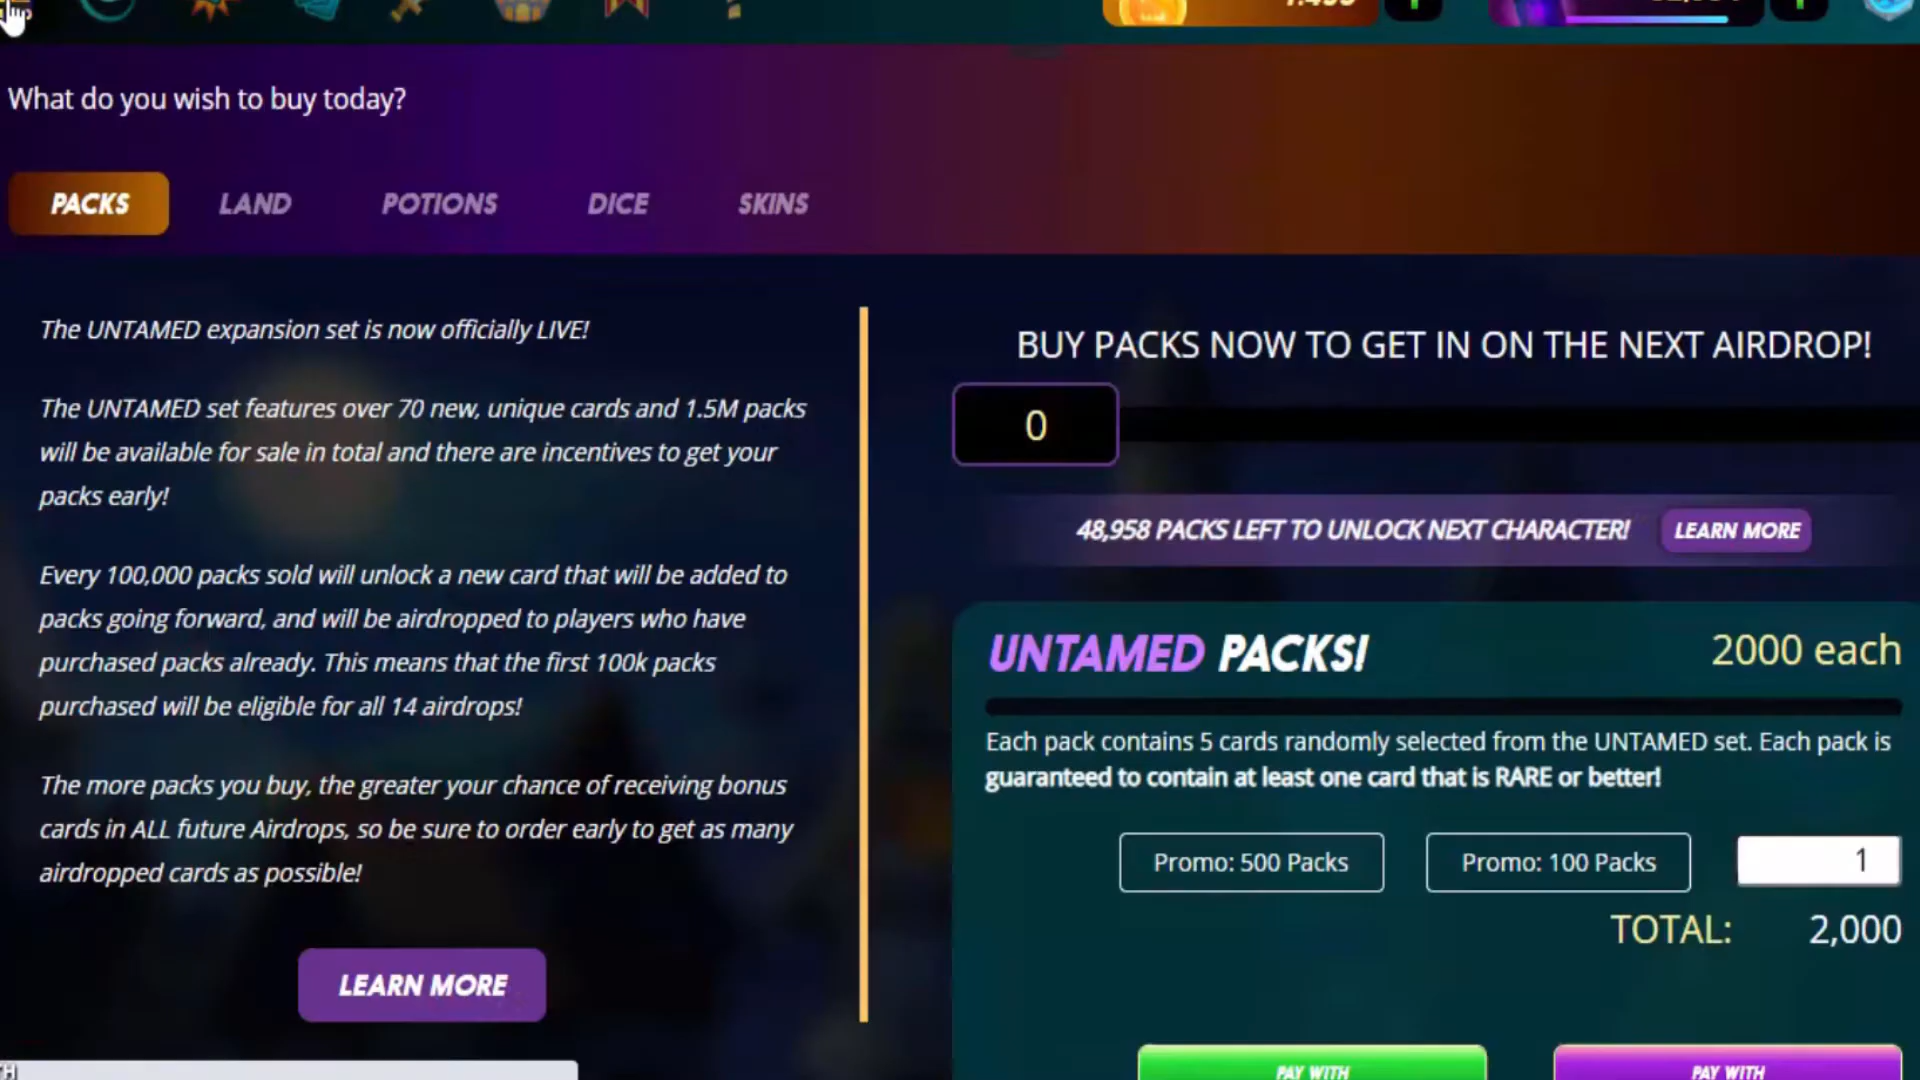 What do you wish to buy today?
PACKS LAND POTIONS DICE SKINS
The UNTAMED expansion set is now officially LIVE!
The UNTAMED set features over 70 new, unique cards and 1.5M packs
will be available for sale in total and there are incentives to get your
packs early!
Every 100,000 packs sold will unlock a new card that will be added to
packs going forward, and will be airdropped to players who have
purchased packs already. This means that the first 100k packs
purchased will be eligible for all 14 airdrops!
The more packs you buy, the greater your chance of receiving bonus
cards in ALL future Airdrops, so be sure to order early to get as many
airdropped cards as possible!
LEARN MORE
BUY PACKS NOW TO GET IN ON THE NEXT AIRDROP!
0
48,958 PACKS LEFT TO UNLOCK NEXT CHARACTER! LEARN MORE
UNTAMED PACKS! 2000 each
Each pack contains 5 cards randomly selected from the UNTAMED set. Each pack is
guaranteed to contain at least one card that is RARE or better!
Promo: 500 Packs Promo: 100 Packs 1
TOTAL: 2,000
PAY WITH PAY WITH